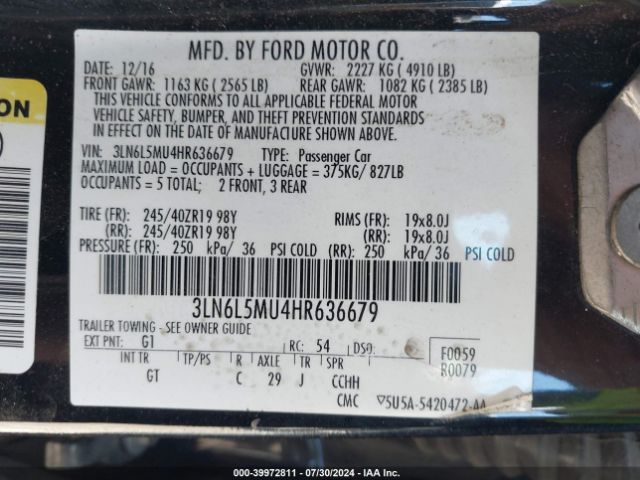 MFD. BY FORD MOTOR CO.
DATE: 12/16 GVWR: 2227 KG ( 4910 LB)
FRONT GAWR: 1163 KG ( 2565 LB) REAR GAWR: 1082 KG ( 2385 LB)
THIS VEHICLE CONFORMS TO ALL APPLICABLE FEDERAL MOTOR
VEHICLE SAFETY, BUMPER, AND THEFT PREVENTION STANDARDS
IN EFFECT ON THE DATE OF MANUFACTURE SHOWN ABOVE.
VIN: 3LN6L5MU4HR636679 TYPE: Passenger Car
MAXIMUM LOAD = OCCUPANTS + LUGGAGE = 375KG/ 827LB
OCCUPANTS = 5 TOTAL; 2 FRONT, 3 REAR
TIRE (FR): 245/40ZR19 98Y RIMS (FR): 19x8.0J
(RR): 245/40ZR19 98Y (RR): 19x8.0J
PRESSURE (FR): 250 kPa/ 36 PSI COLD (RR): 250 kPa/ 36 PSI COLD
3LN6L5MU4HR636679
TRAILER TOWING - SEE OWNER GUIDE
EXT PNT: G1 RC: 54 DSO: F0059
INT TR TP/PS R AXLE TR SPR R0079
GT C 29 J CCHH
CMC 5U5A-5420472-AA
ION
000-39972811 - 07/30/2024 - IAA Inc.